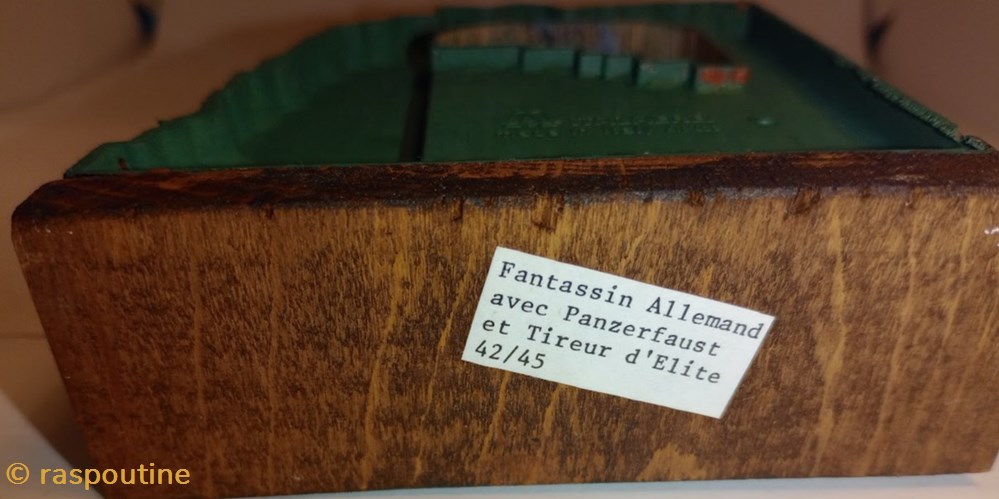 Fantassin Allemand
avec Panzerfaust
et Tireur d'Elite
42/45
© raspoutine